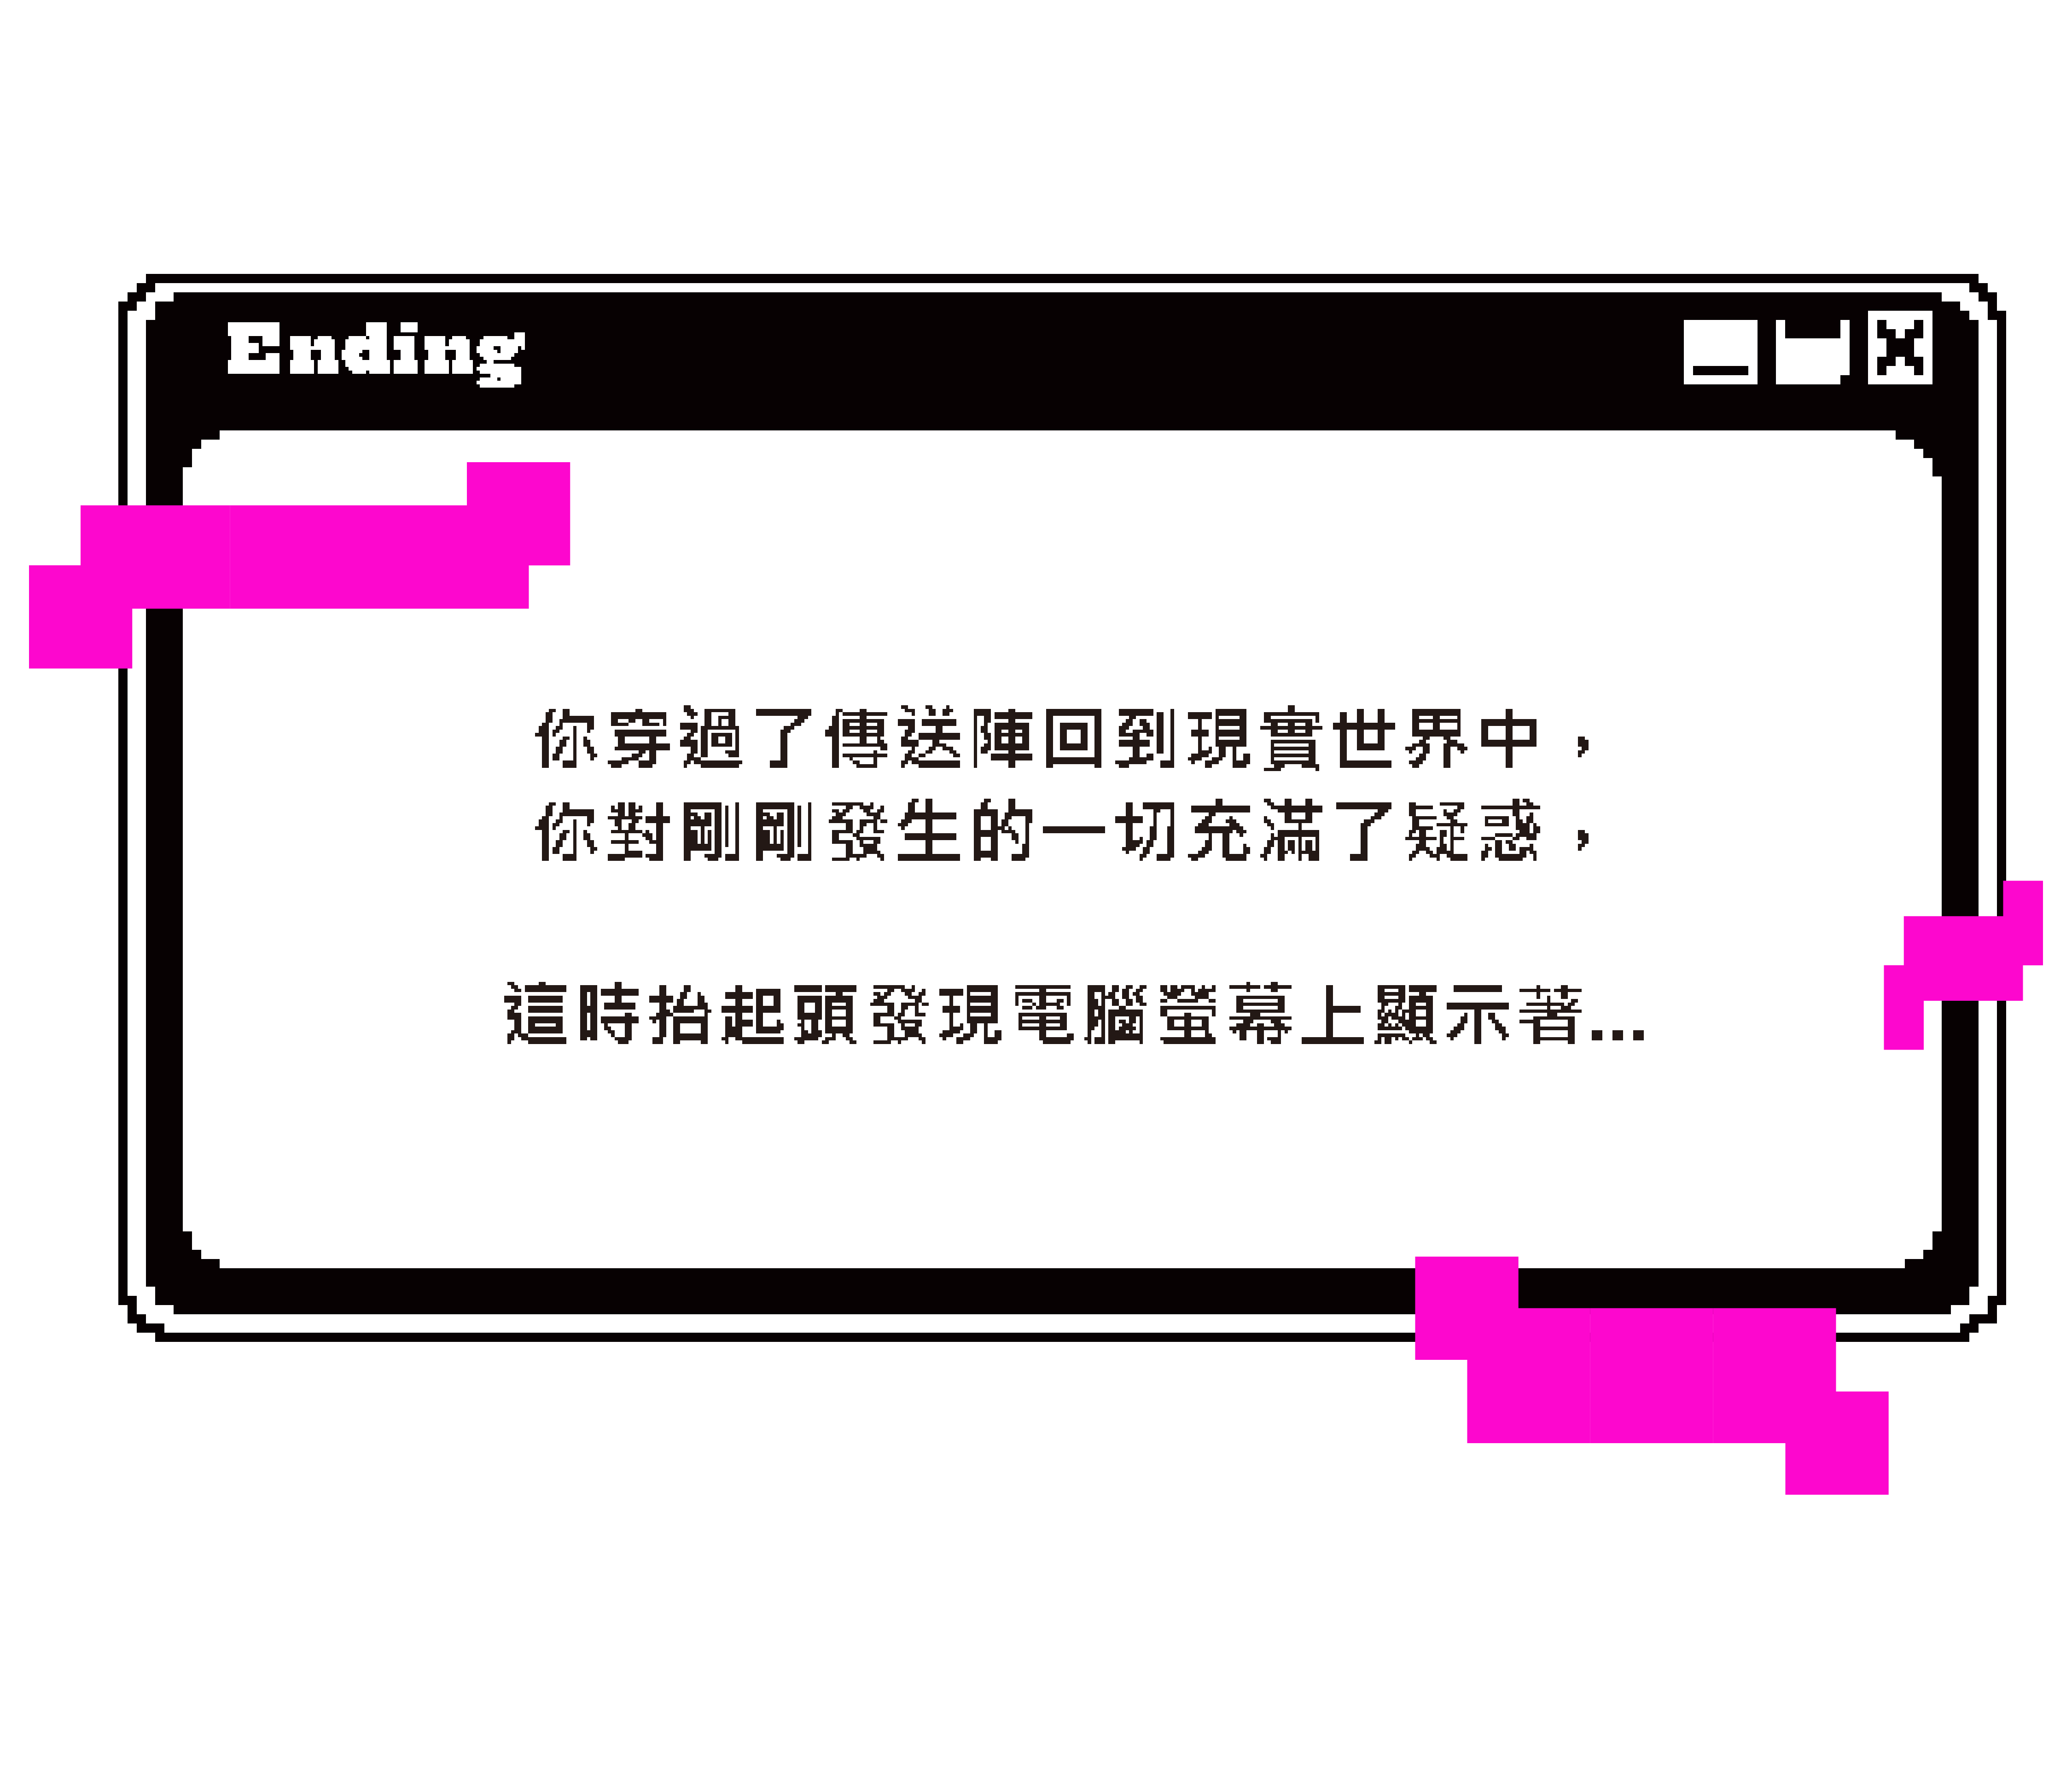 Ending
你穿過了傳送陣回到現實世界中，
你對剛剛發生的一切充滿了疑惑，
這時抬起頭發現電腦螢幕上顯示著...